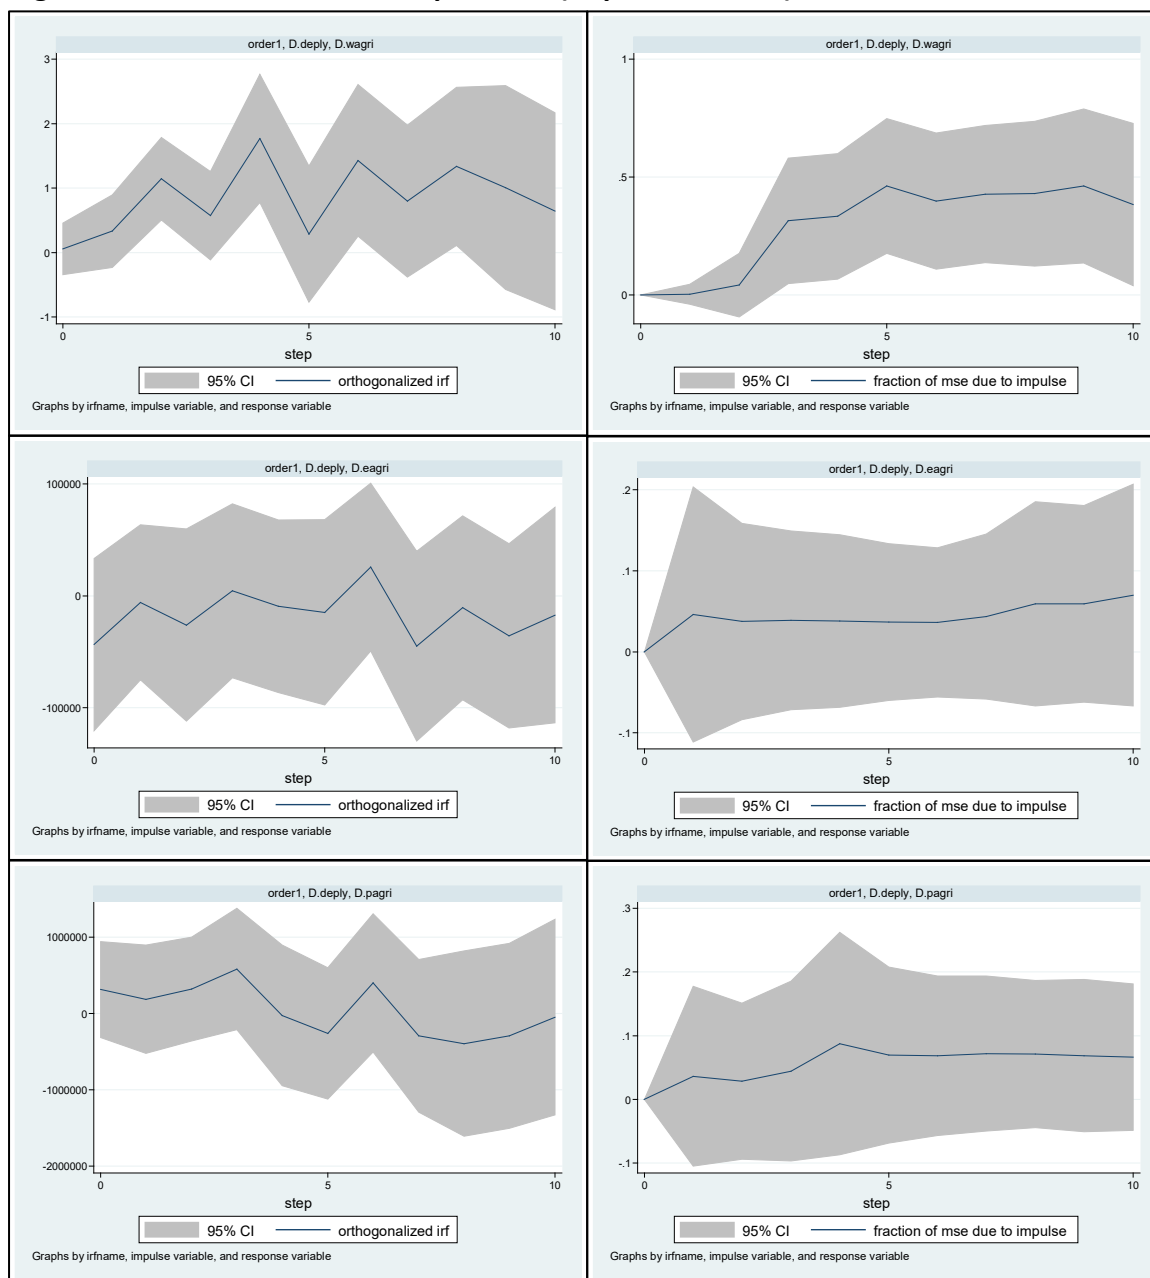 order1, D.deply, D.wagri
3
2
1
0
-1
0
5
10
step
95% CI
orthogonalized irf
Graphs by irfname, impulse variable, and response variable
order1, D.deply, D.wagri
1
.5
0
0
5
10
step
95% CI
fraction of mse due to impulse
Graphs by irfname, impulse variable, and response variable
order1, D.deply, D.eagri
100000
0
-100000
0
5
10
step
95% CI
orthogonalized irf
Graphs by irfname, impulse variable, and response variable
order1, D.deply, D.eagri
.2
.1
0
-.1
0
5
10
step
95% CI
fraction of mse due to impulse
Graphs by irfname, impulse variable, and response variable
order1, D.deply, D.pagri
1000000
0
-1000000
-2000000
0
5
10
step
95% CI
orthogonalized irf
Graphs by irfname, impulse variable, and response variable
order1, D.deply, D.pagri
.3
.2
.1
0
-.1
0
5
10
step
95% CI
fraction of mse due to impulse
Graphs by irfname, impulse variable, and response variable